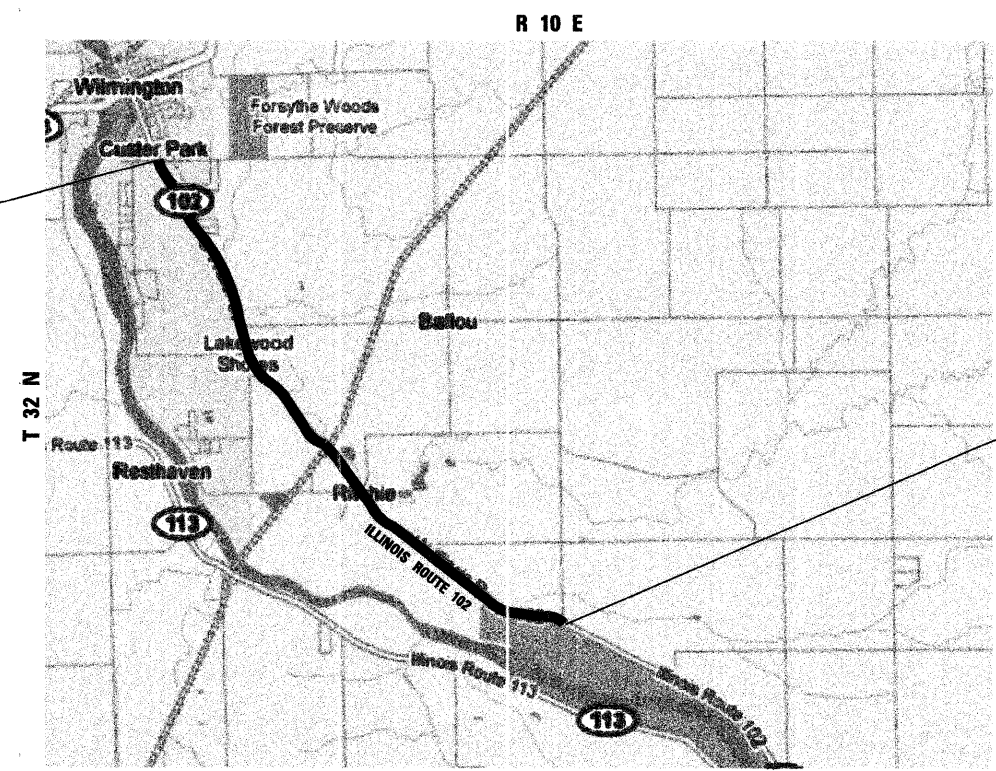 R 10 E
Wilmington
Forsythe Woods
Forest Preserve
Custer Park
102
Ballou
Lakewood
Shores
T 32 N
Route 113
Resthaven
Ritchie
113
ILLINOIS ROUTE 102
Illinois Route 113
Illinois Route 102
113